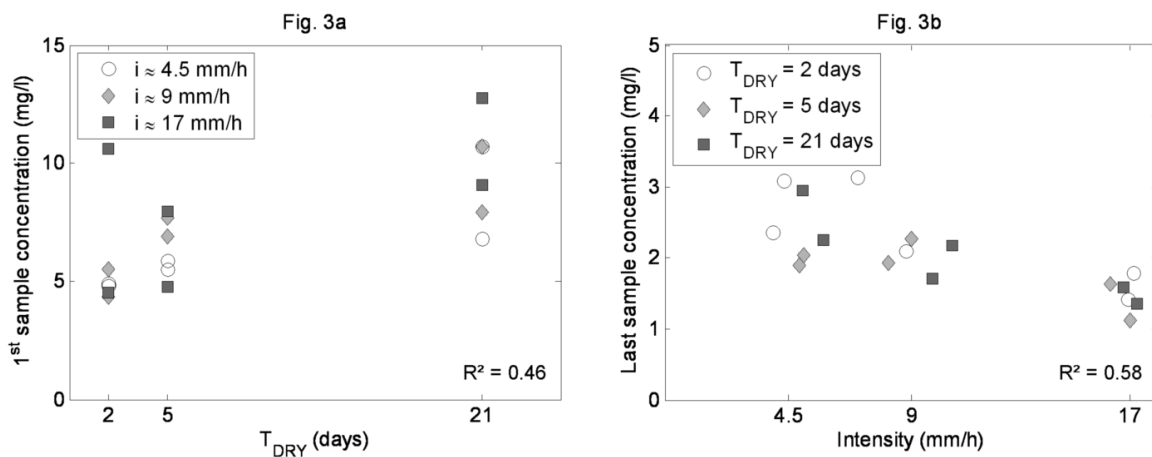 Fig. 3a
15
10
5
0
1st sample concentration (mg/l)
i ≈ 4.5 mm/h
i ≈ 9 mm/h
i ≈ 17 mm/h
R² = 0.46
2 5 21
TDRY (days)
Fig. 3b
5
4
3
2
1
0
Last sample concentration (mg/l)
TDRY = 2 days
TDRY = 5 days
TDRY = 21 days
R² = 0.58
4.5 9 17
Intensity (mm/h)